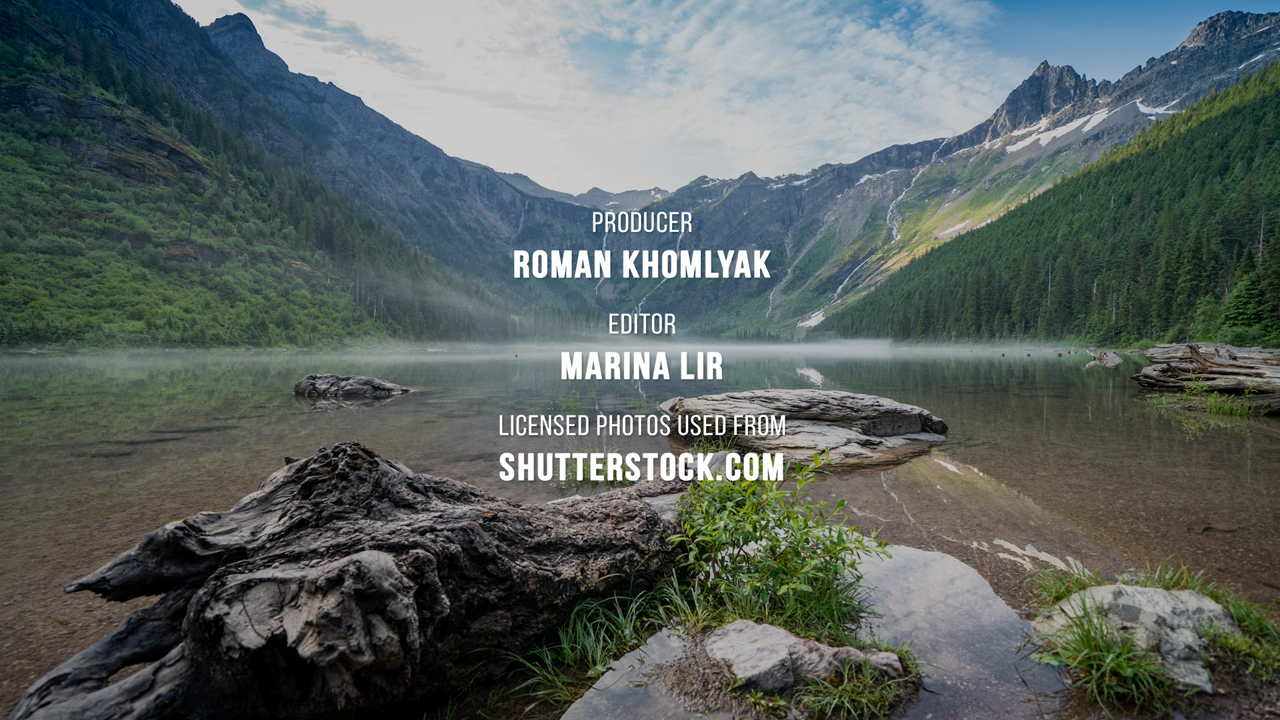 PRODUCER
ROMAN KHOMLYAK
EDITOR
MARINA LIR
LICENSED PHOTOS USED FROM
SHUTTERSTOCK.COM